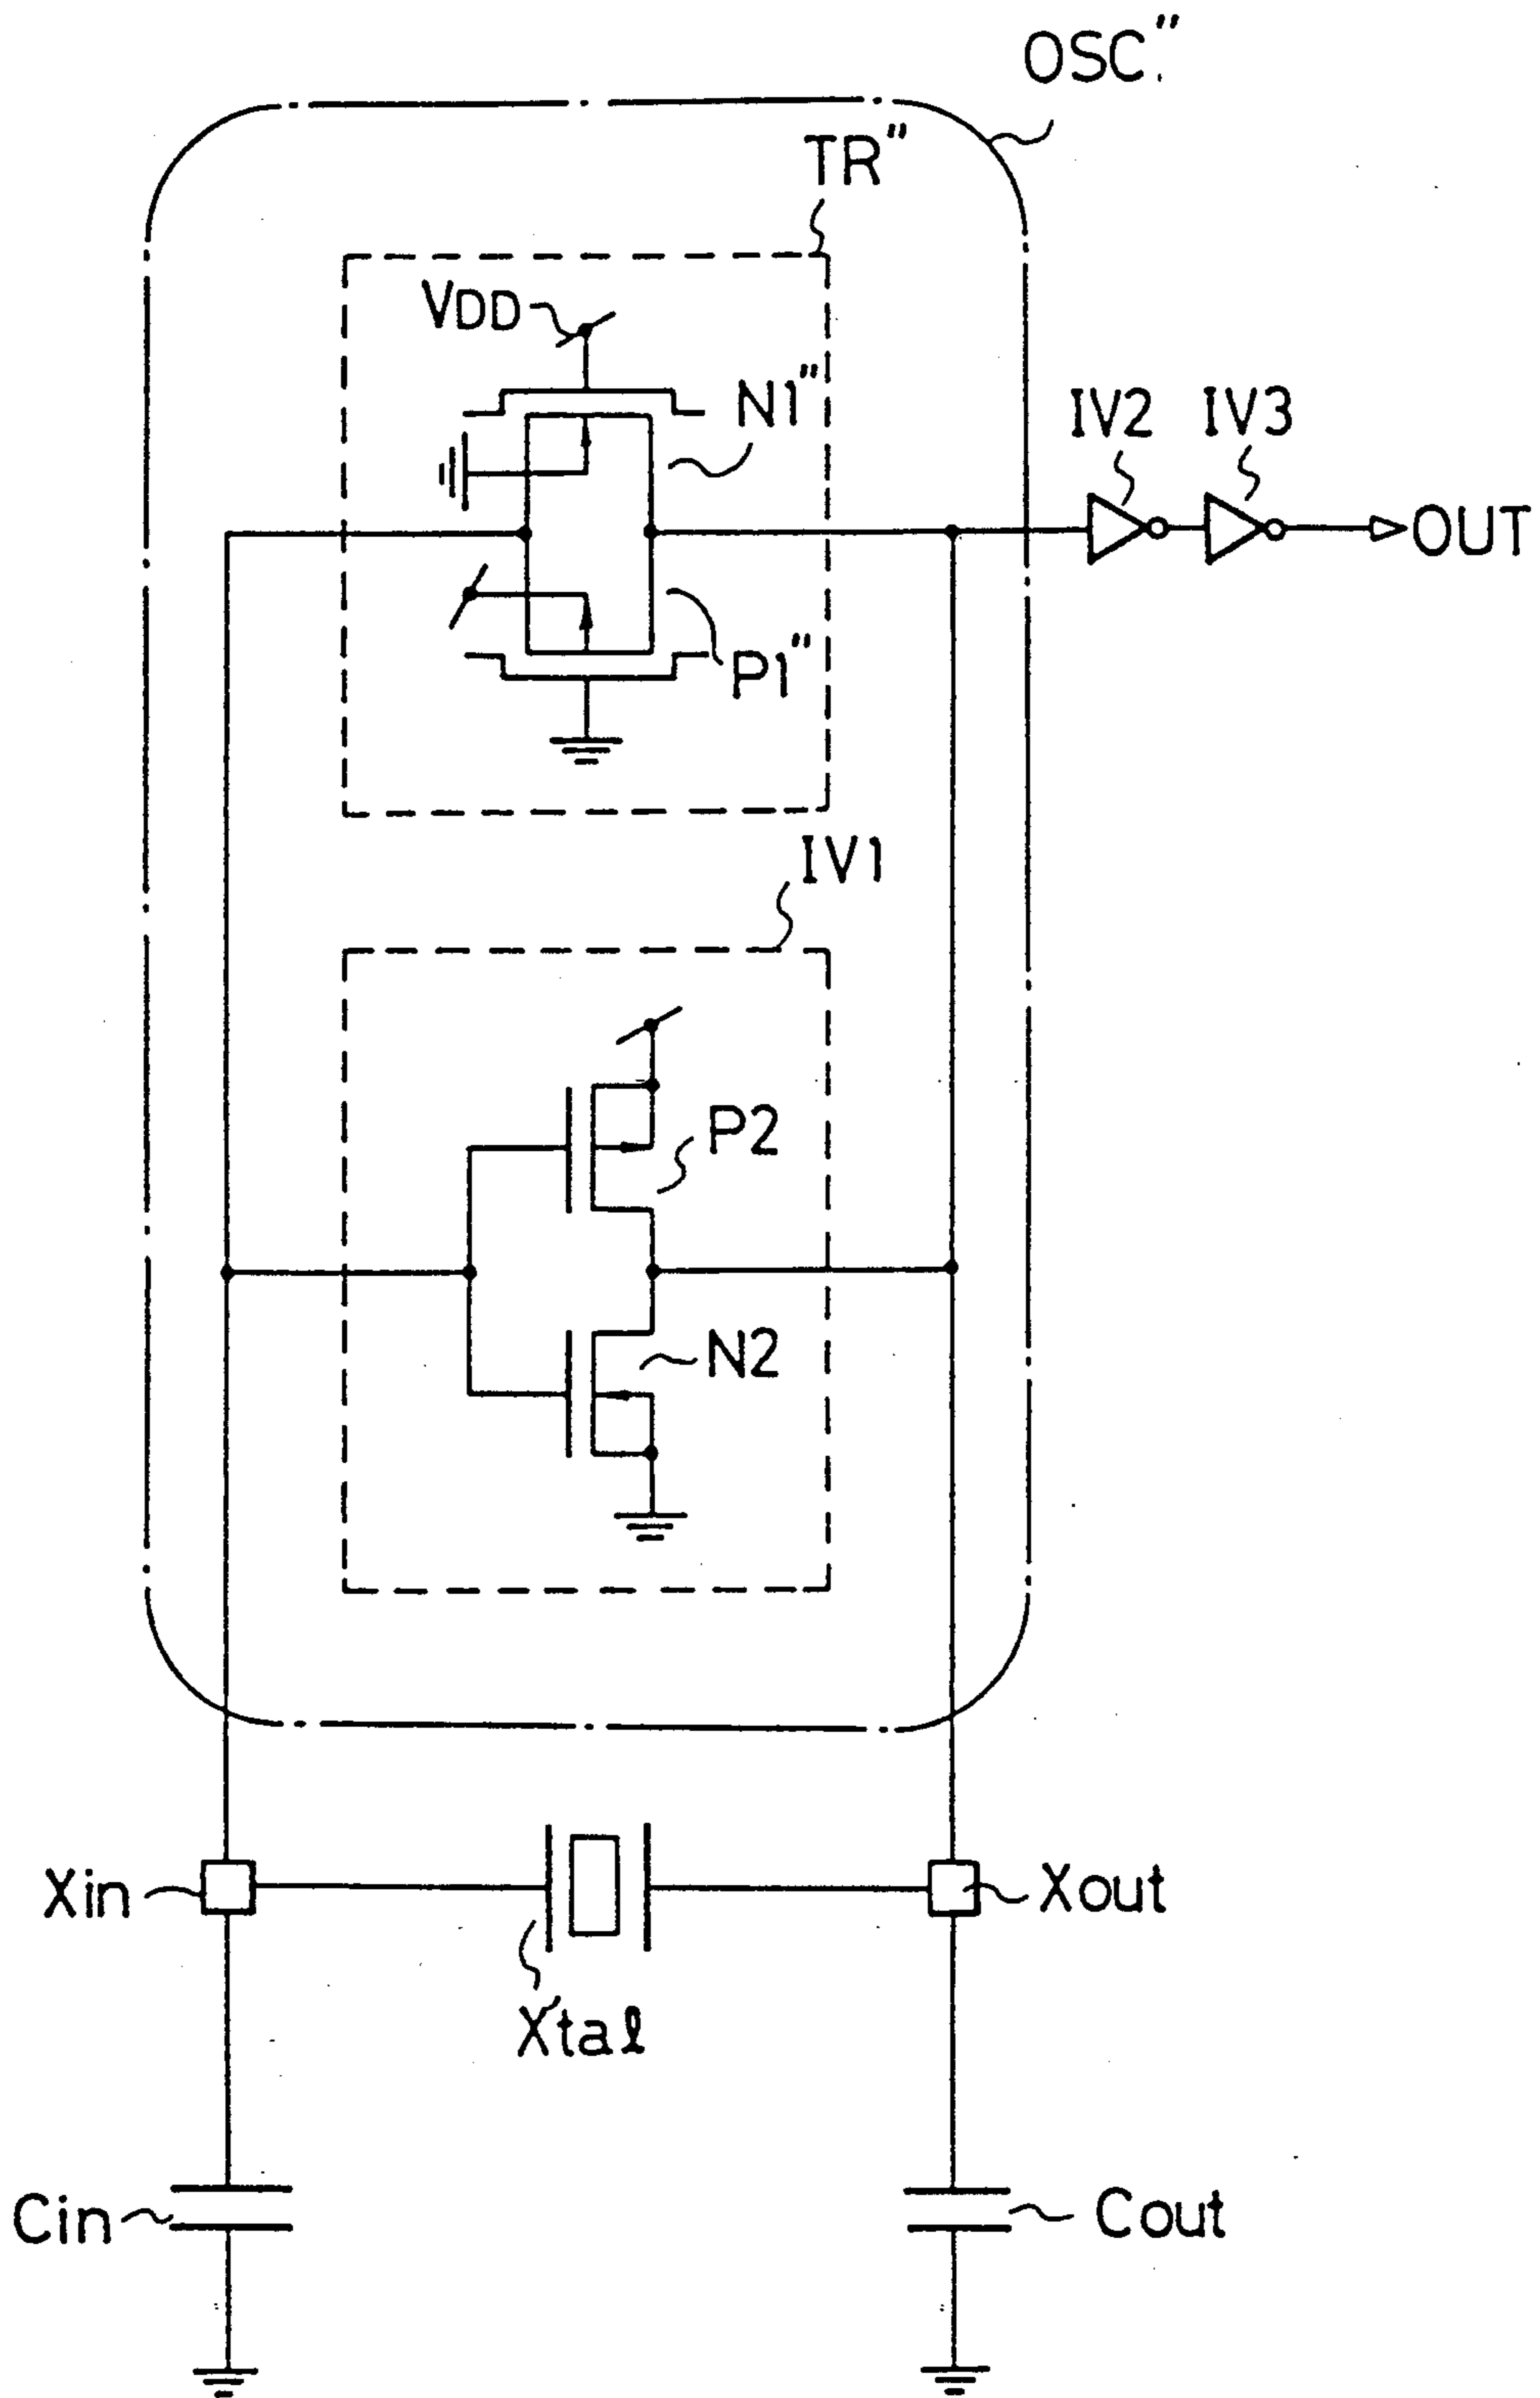 OSC."
TR"
VDD
N1"
IV2
IV3
OUT
P1"
IV1
P2
N2
Xin
Xout
Xtal
Cin
Cout